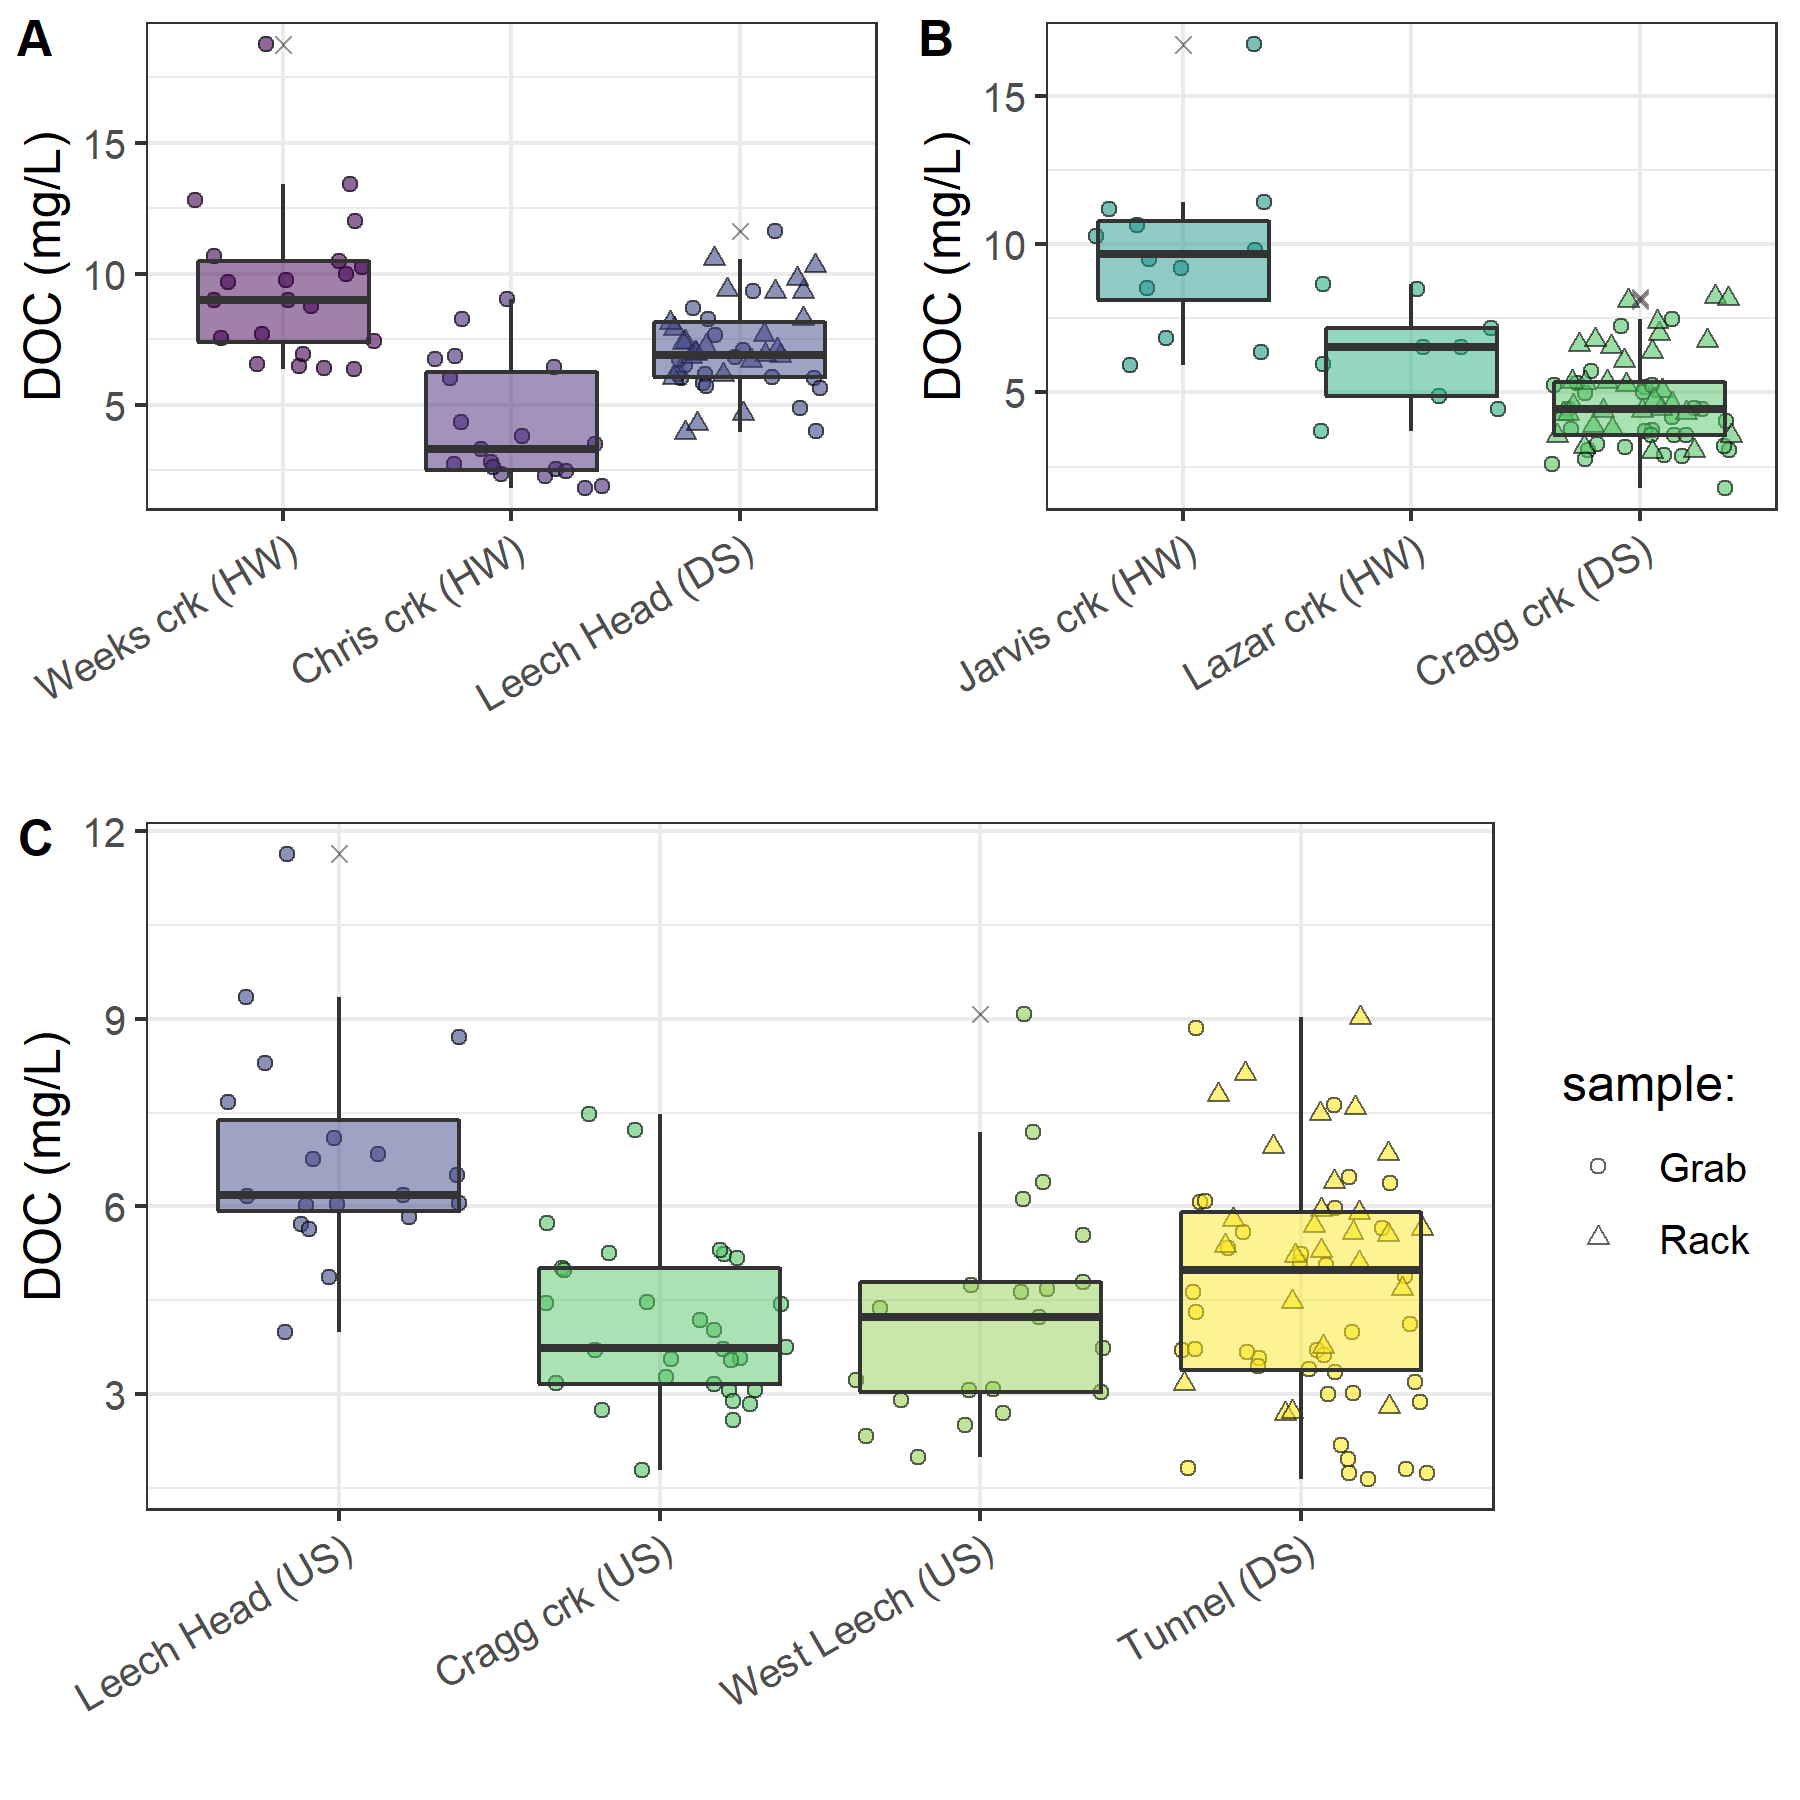 A
DOC (mg/L)
15
10
5
Weeks crk (HW)
Chris crk (HW)
Leech Head (DS)
B
DOC (mg/L)
15
10
5
Jarvis crk (HW)
Lazar crk (HW)
Cragg crk (DS)
C
DOC (mg/L)
12
9
6
3
Leech Head (US)
Cragg crk (US)
West Leech (US)
Tunnel (DS)
sample:
Grab
Rack